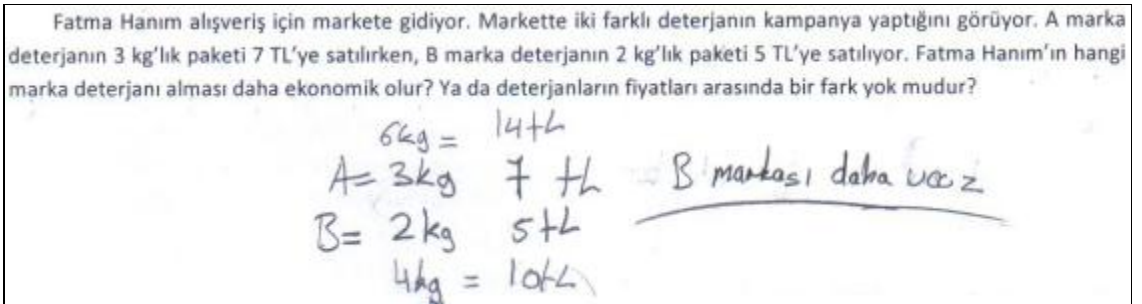 Fatma Hanım alışveriş için markete gidiyor. Markette iki farklı deterjanın kampanya yaptığını görüyor. A marka
deterjanın 3 kg'lık paketi 7 TL'ye satılırken, B marka deterjanın 2 kg'lık paketi 5 TL'ye satılıyor. Fatma Hanım'ın hangi
marka deterjanı alması daha ekonomik olur? Ya da deterjanların fiyatları arasında bir fark yok mudur?
6kg = 14tL
A= 3kg 7 tL B markası daha ucuz
B= 2kg 5tL
4kg = 10tL